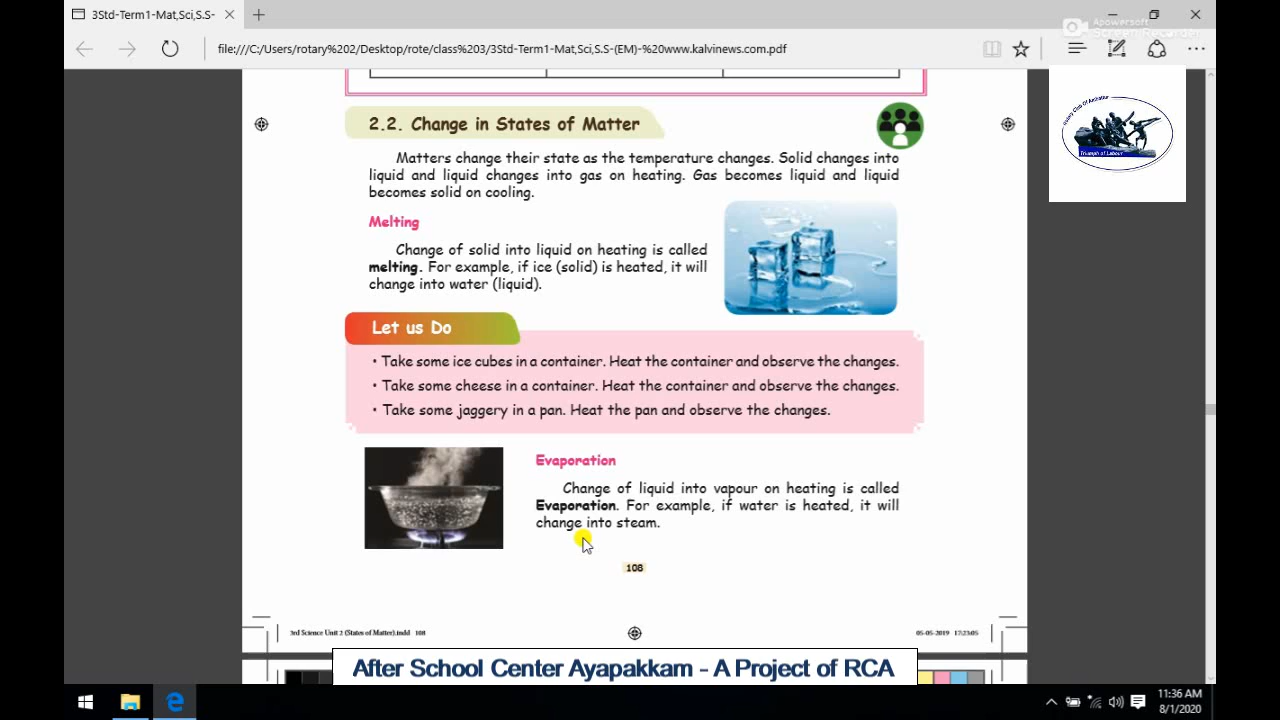 3Std-Term1-Mat,Sci,S.S-
Apowersoft
Screen Recorder
file:///C:/Users/rotary%202/Desktop/rote/class%203/3Std-Term1-Mat,Sci,S.S-(EM)-%20www.kalvinews.com.pdf
Triumph of Labour
2.2. Change in States of Matter
Matters change their state as the temperature changes. Solid changes into
liquid and liquid changes into gas on heating. Gas becomes liquid and liquid
becomes solid on cooling.
Melting
Change of solid into liquid on heating is called
melting. For example, if ice (solid) is heated, it will
change into water (liquid).
Let us Do
• Take some ice cubes in a container. Heat the container and observe the changes.
• Take some cheese in a container. Heat the container and observe the changes.
• Take some jaggery in a pan. Heat the pan and observe the changes.
Evaporation
Change of liquid into vapour on heating is called
Evaporation. For example, if water is heated, it will
change into steam.
108
3rd Science Unit 2 (States of Matter).indd 108
05-05-2019 17:23:05
After School Center Ayapakkam - A Project of RCA
11:36 AM
8/1/2020